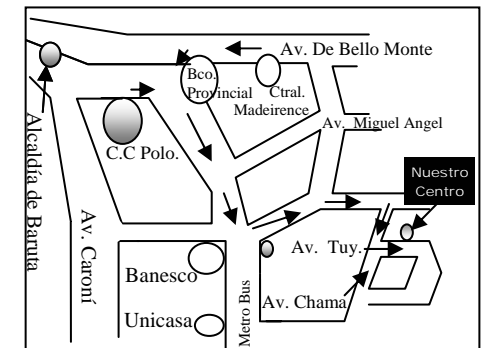 Av. De Bello Monte
Bco.
Provincial
Ctral.
Madeirence
Av. Miguel Angel
C.C Polo.
Alcaldía de Baruta
Nuestro
Centro
Av. Caroní
Av. Tuy.
Banesco
Av. Chama
Unicasa
Metro Bus